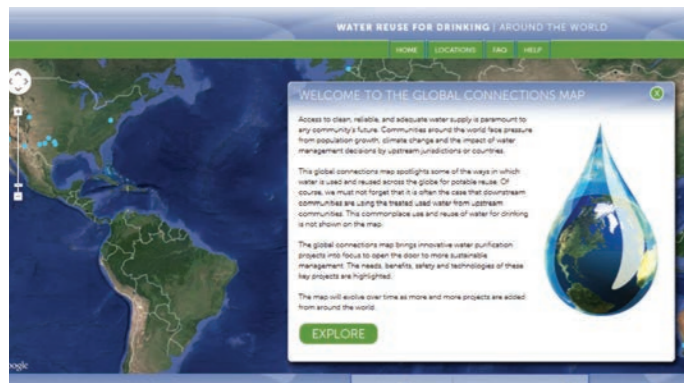 WATER REUSE FOR DRINKING | AROUND THE WORLD
HOME LOCATIONS FAQ HELP
WELCOME TO THE GLOBAL CONNECTIONS MAP
X
Access to clean, reliable, and adequate water supply is paramount to
any community's future. Communities around the world face pressure
from population growth, climate change and the impact of water
management decisions by upstream jurisdictions or countries.
This global connections map spotlights some of the ways in which
water is used and reused across the globe for potable reuse. Of
course, we must not forget that it is often the case that downstream
communities are using the treated used water from upstream
communities. This commonplace use and reuse of water for drinking
is not shown on the map.
The global connections map brings innovative water purification
projects into focus to open the door to more sustainable
management. The needs, benefits, safety and technologies of these
key projects are highlighted.
The map will evolve over time as more and more projects are added
from around the world.
EXPLORE
oogle